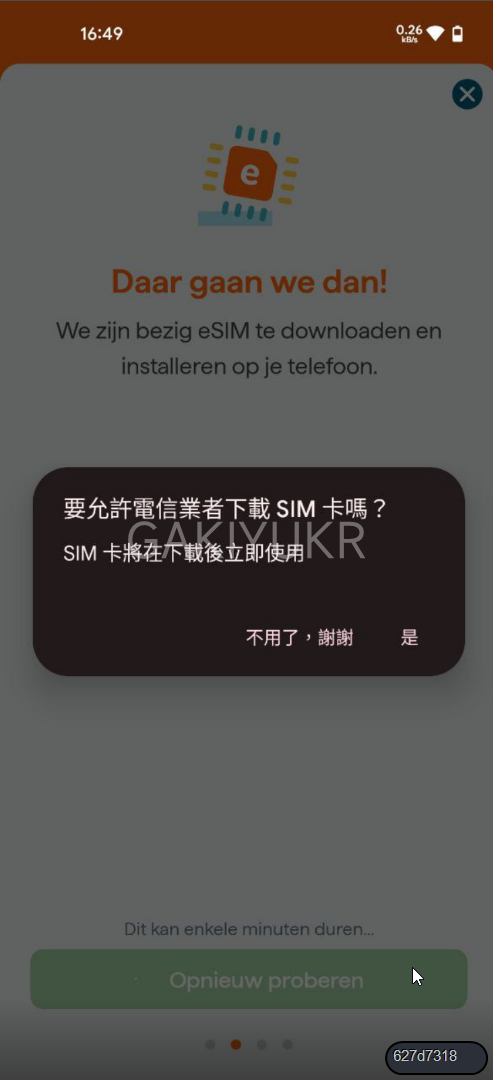 16:49
0.26
kB/s
e
Daar gaan we dan!
We zijn bezig eSIM te downloaden en
installeren op je telefoon.
要允許電信業者下載 SIM 卡嗎？
GAKIYUKR
SIM 卡將在下載後立即使用
不用了，謝謝
是
Dit kan enkele minuten duren...
Opnieuw proberen
627d7318